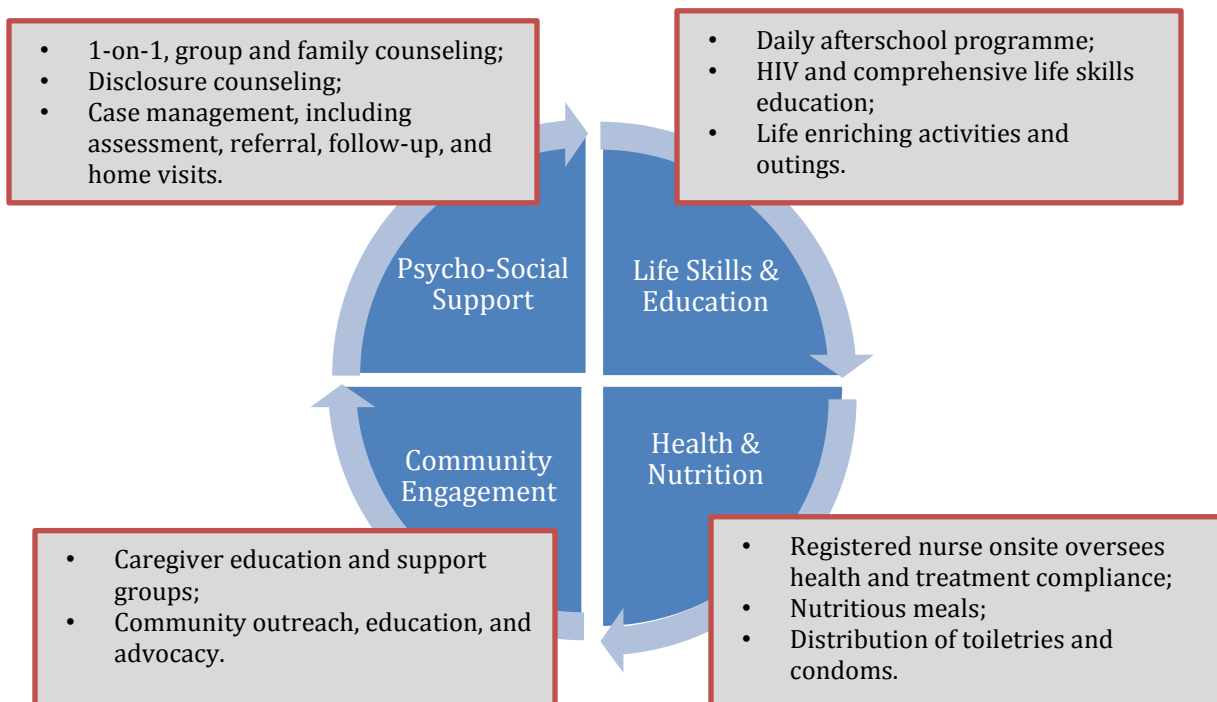 • 1-on-1, group and family counseling;
• Disclosure counseling;
• Case management, including
assessment, referral, follow-up, and
home visits.
• Daily afterschool programme;
• HIV and comprehensive life skills
education;
• Life enriching activities and
outings.
Psycho-Social
Support
Life Skills &
Education
Community
Engagement
Health &
Nutrition
• Caregiver education and support
groups;
• Community outreach, education, and
advocacy.
• Registered nurse onsite oversees
health and treatment compliance;
• Nutritious meals;
• Distribution of toiletries and
condoms.